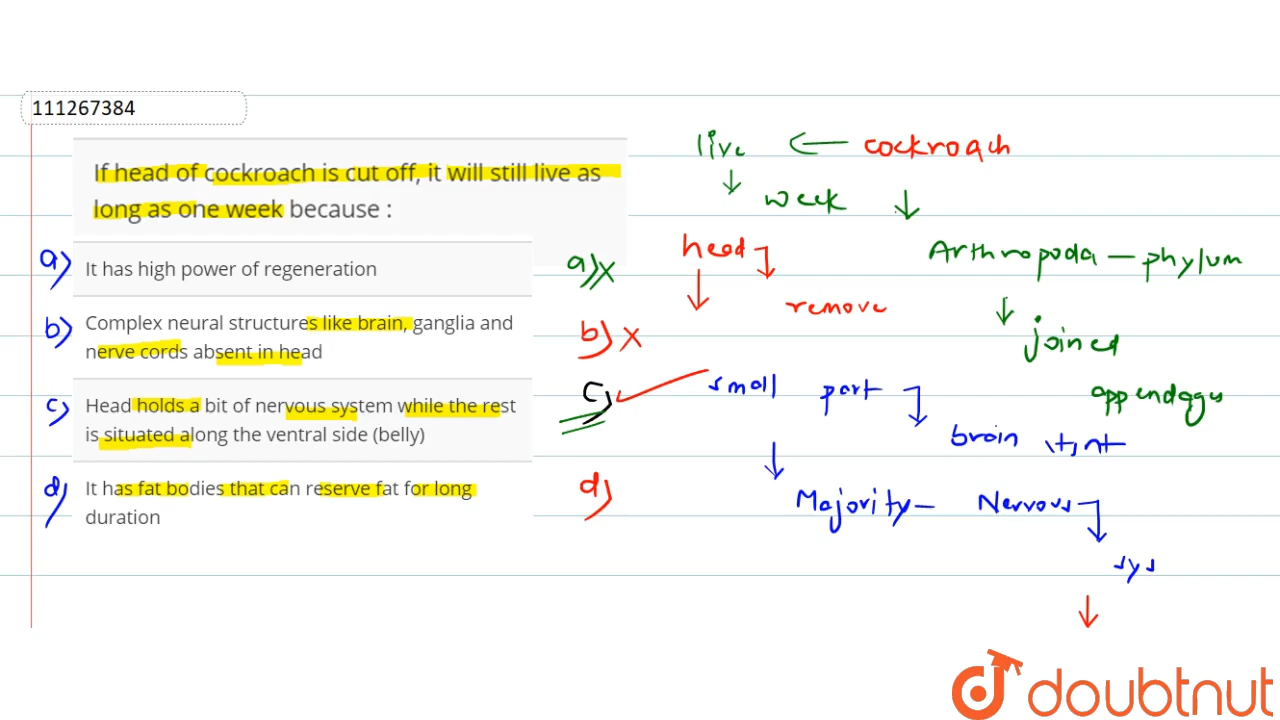 111267384
If head of cockroach is cut off, it will still live as
long as one week because :
a) It has high power of regeneration
b) Complex neural structures like brain, ganglia and
nerve cords absent in head
c) Head holds a bit of nervous system while the rest
is situated along the ventral side (belly)
d) It has fat bodies that can reserve fat for long
duration
a) x
b) x
c)
d)
live ← cockroach
↓ week ↓
head
↓ remove
small part
brain
↓ Majority - Nervous
sys
↓
Arthropoda - phylum
↓ joined
appendages
doubtnut